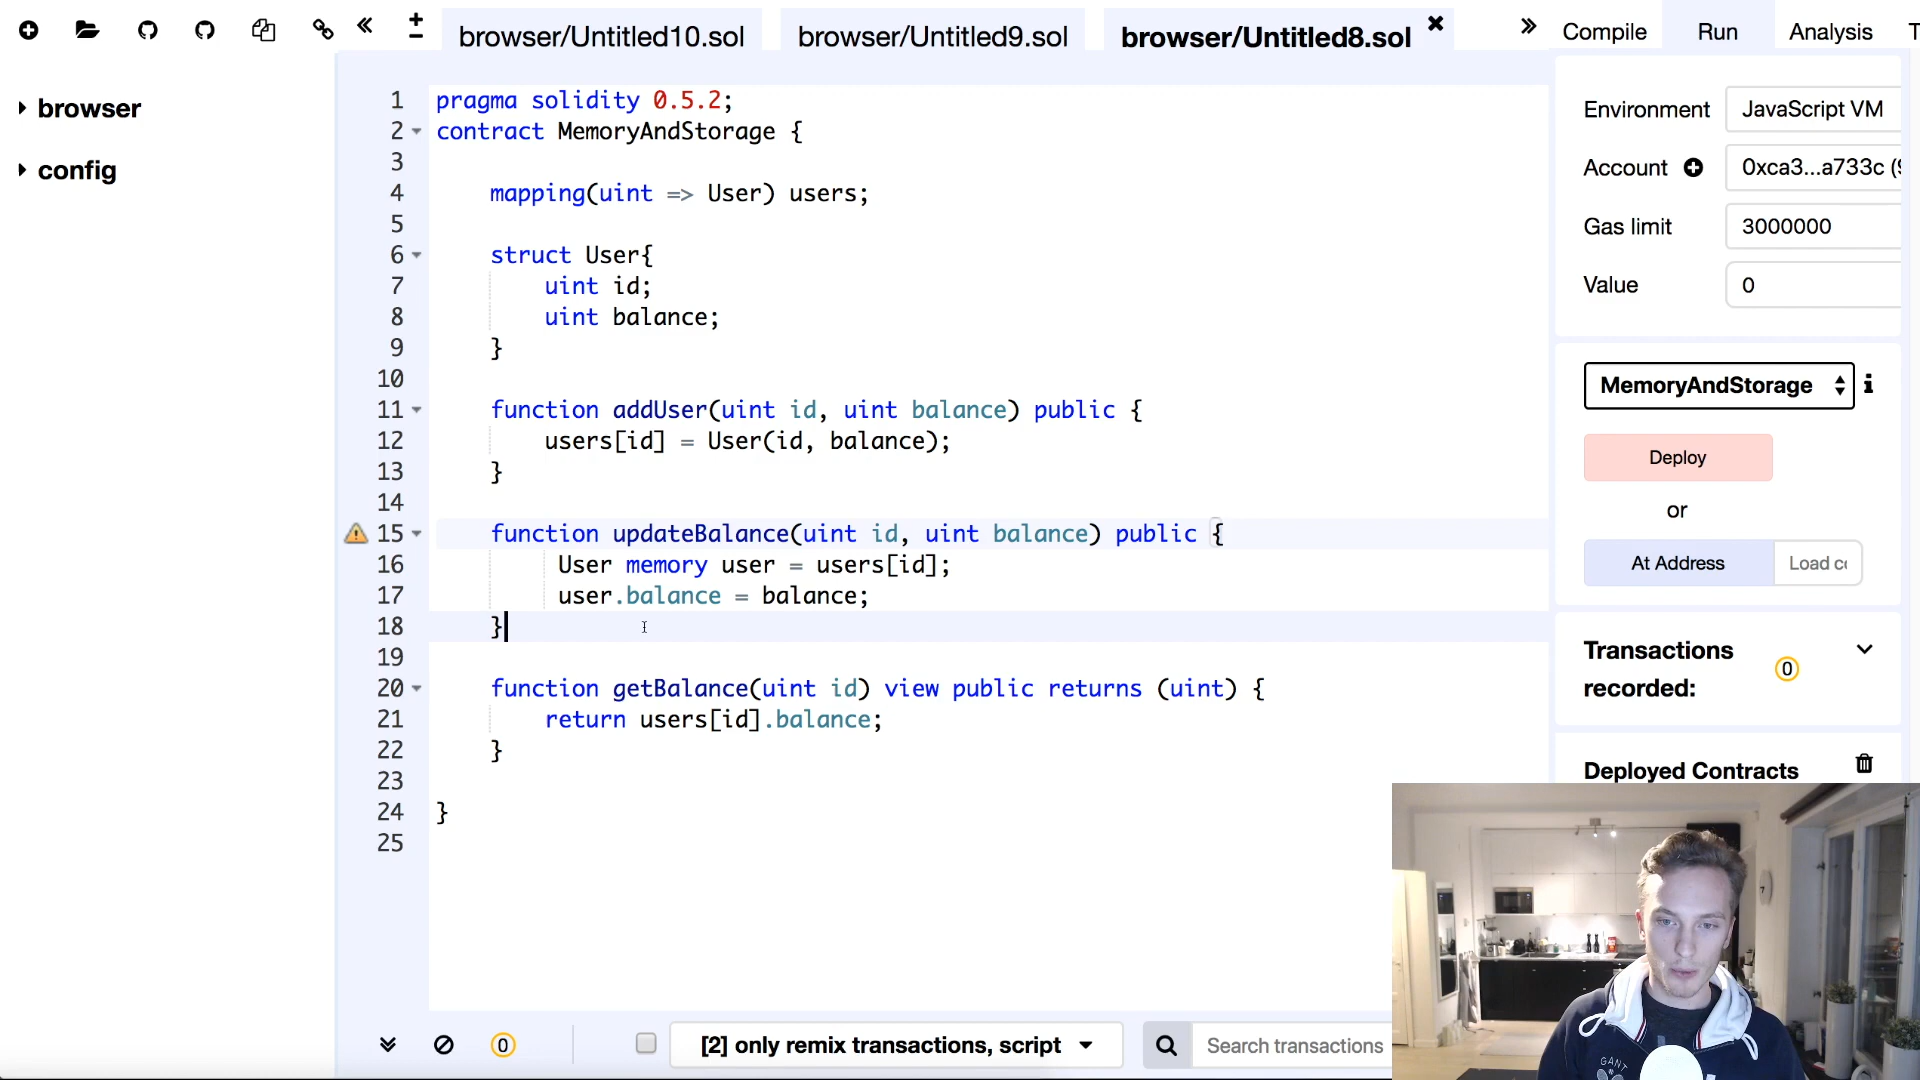 browser/Untitled10.sol
browser/Untitled9.sol
browser/Untitled8.sol
Compile
Run
Analysis
T
browser
config
1 pragma solidity 0.5.2;
2 contract MemoryAndStorage {
3
4 mapping(uint => User) users;
5
6 struct User{
7 uint id;
8 uint balance;
9 }
10
11 function addUser(uint id, uint balance) public {
12 users[id] = User(id, balance);
13 }
14
15 function updateBalance(uint id, uint balance) public {
16 User memory user = users[id];
17 user.balance = balance;
18 }
19
20 function getBalance(uint id) view public returns (uint) {
21 return users[id].balance;
22 }
23
24 }
25
Environment
JavaScript VM
Account
0xca3...a733c (
Gas limit
3000000
Value
0
MemoryAndStorage
Deploy
or
At Address
Load
Transactions
recorded:
0
Deployed Contracts
0
[2] only remix transactions, script
Search transactions
GANT